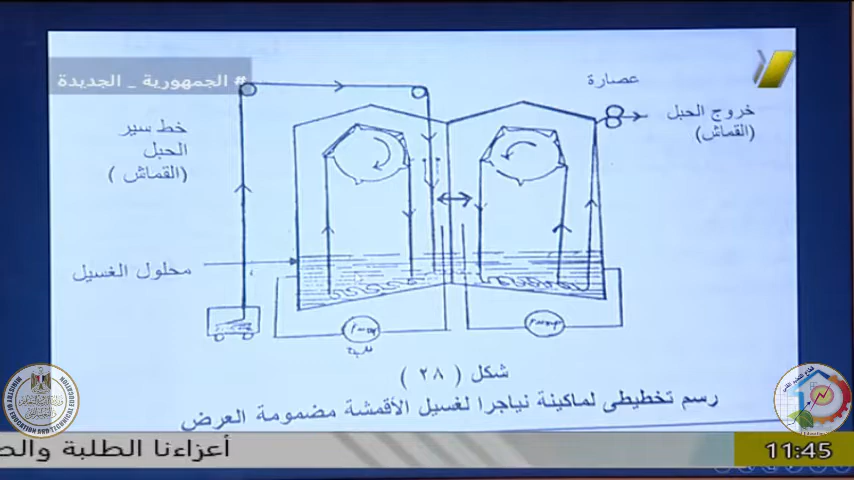 # الجمهورية _ الجديدة
عصارة
خروج الحبل
(القماش)
خط سير
الحبل
(القماش )
محلول الغسيل
شكل ( ٢٨ )
رسم تخطيطى لماكينة نياجرا لغسيل الأقمشة مضمومة العرض
أعزاءنا الطلبة والط
11:45